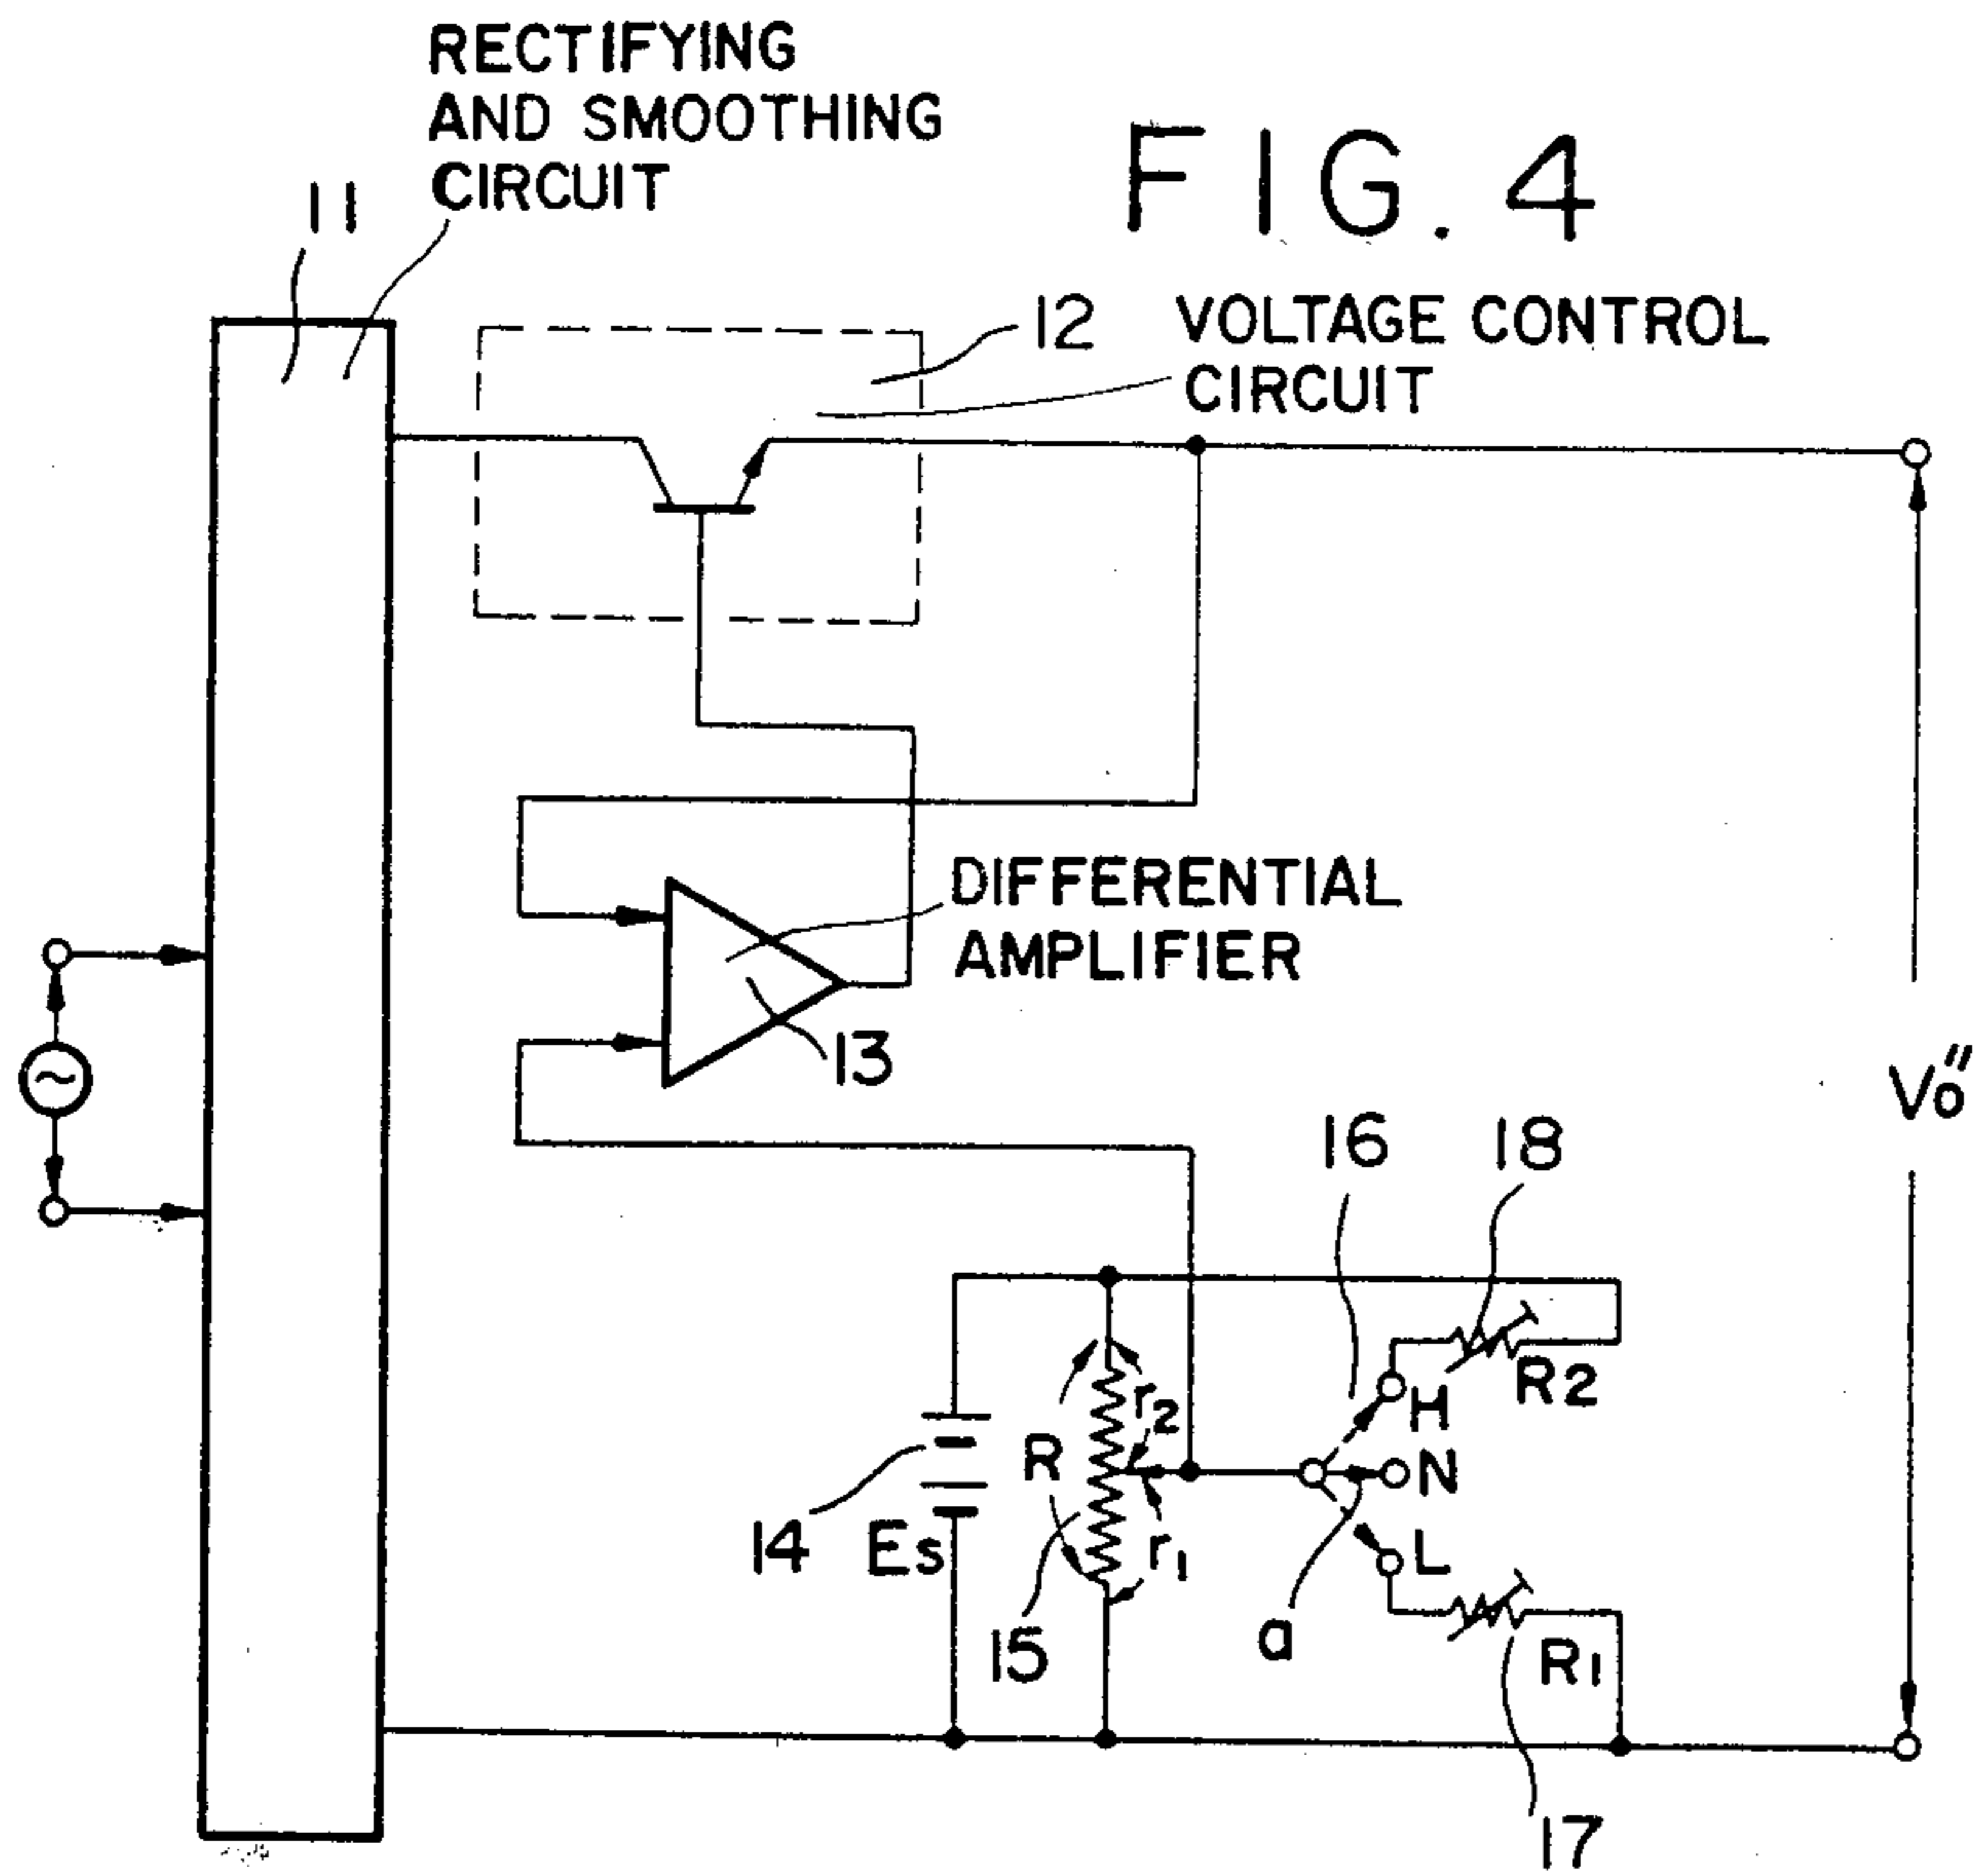 RECTIFYING
AND SMOOTHING
CIRCUIT
11
FIG. 4
12
VOLTAGE CONTROL
CIRCUIT
DIFFERENTIAL
AMPLIFIER
13
Vo"
16
18
R2
H
r2
R
N
14
Es
L
r1
15
a
R1
17